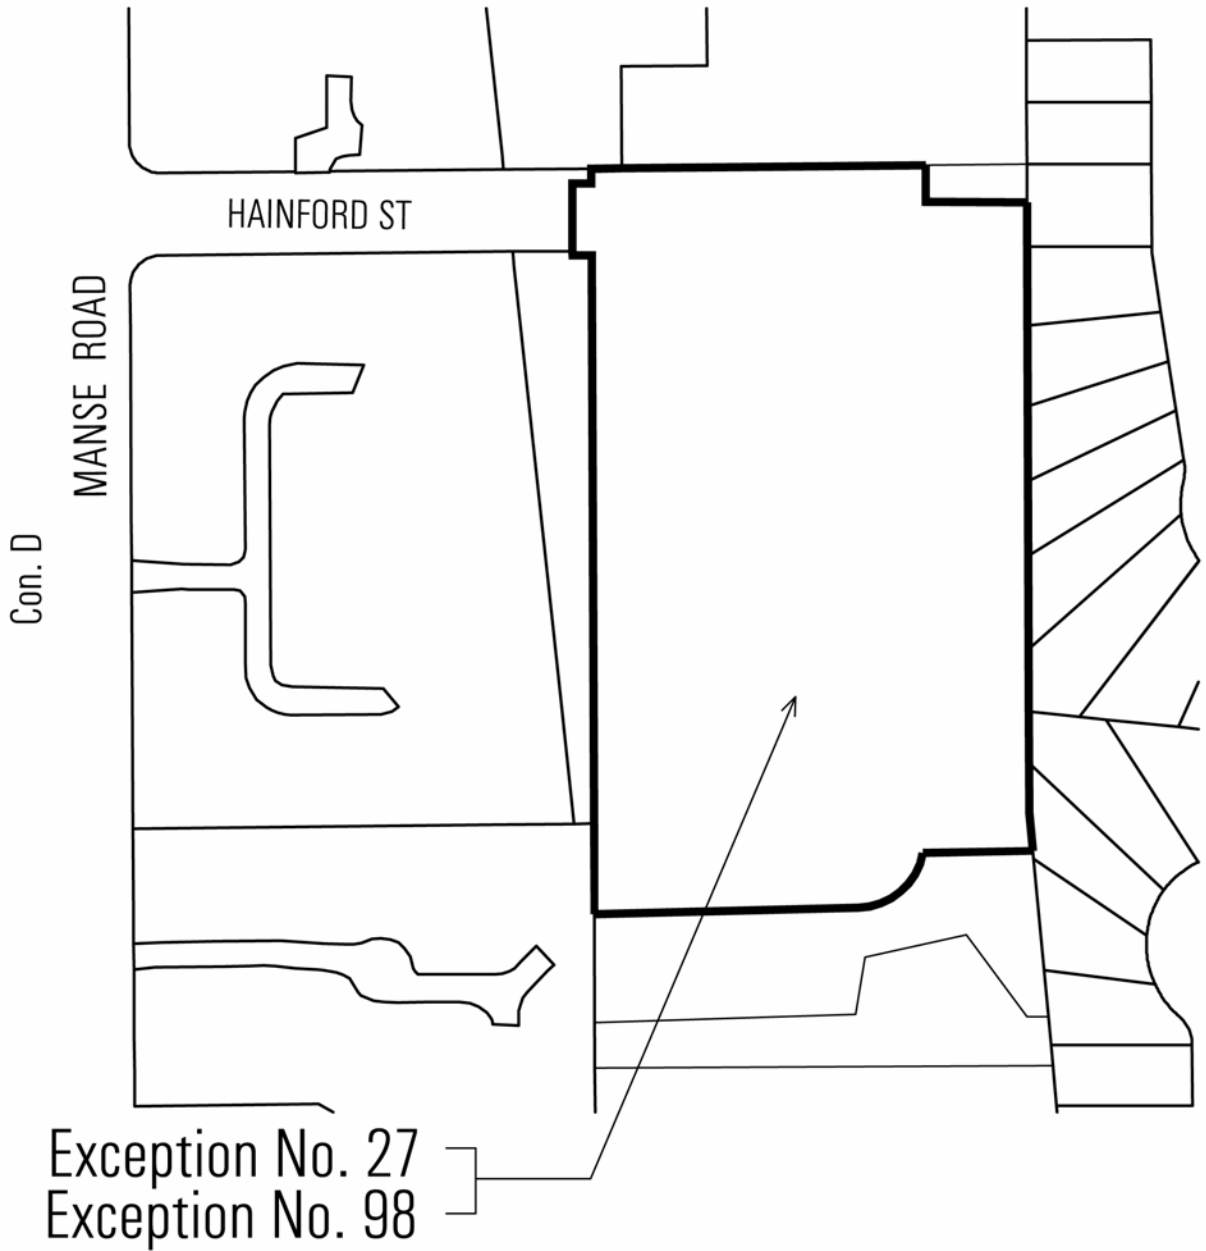 HAINFORD ST
MANSE ROAD
Con. D
Exception No. 27
Exception No. 98